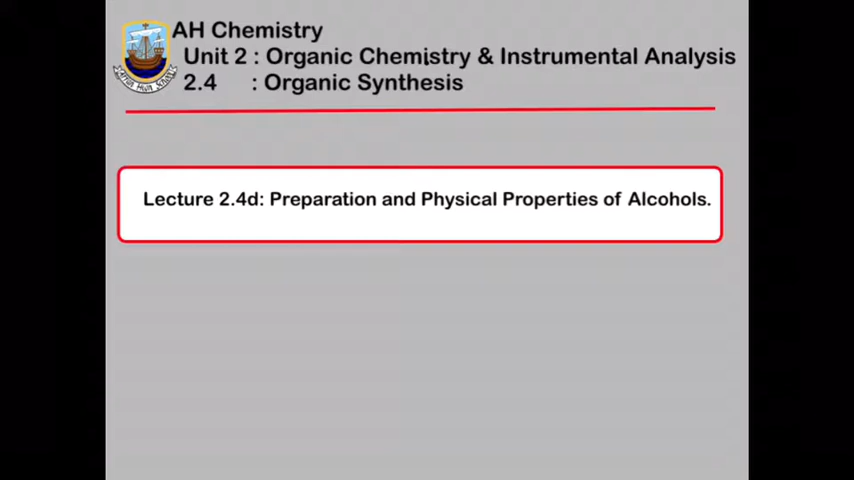 AH Chemistry
Unit 2 : Organic Chemistry & Instrumental Analysis
2.4 : Organic Synthesis
Lecture 2.4d: Preparation and Physical Properties of Alcohols.